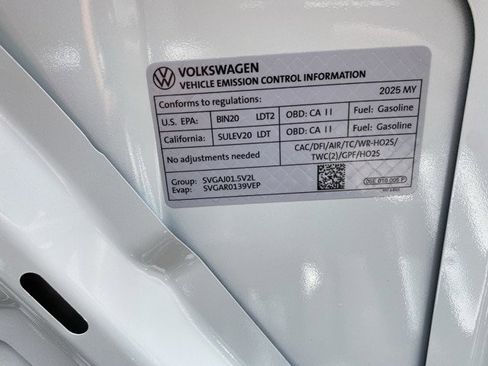 VOLKSWAGEN
VEHICLE EMISSION CONTROL INFORMATION
Conforms to regulations: 2025 MY
U.S. EPA: BIN20 LDT2 OBD: CA II Fuel: Gasoline
California: SULEV20 LDT OBD: CA II Fuel: Gasoline
No adjustments needed
CAC/DFI/AIR/TC/WR-HO2S/
TWC(2)/GPF/HO2S
Group: SVGAJ01.5V2L
Evap: SVGAR0139VEP